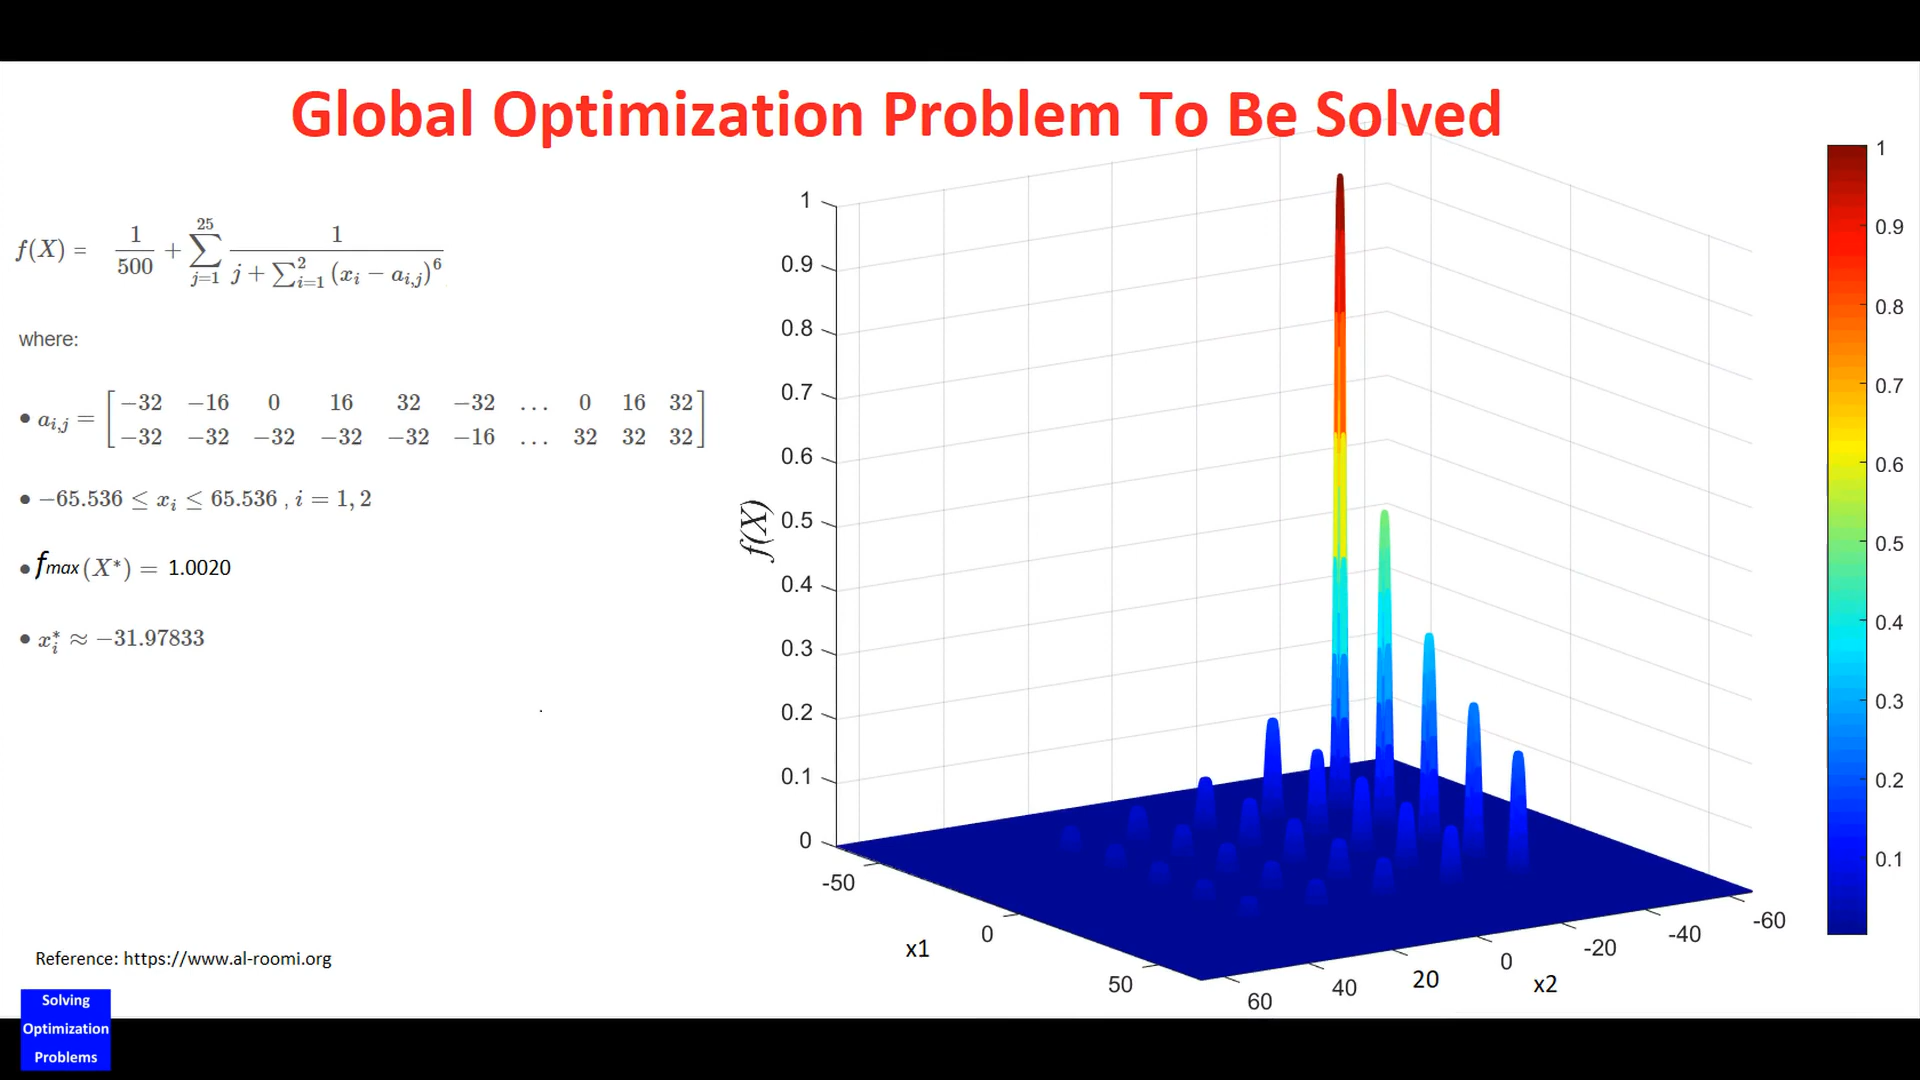 Global Optimization Problem To Be Solved
f(X) = 1/500 + ∑_{j=1}^{25} 1/(j + ∑_{i=1}^{2} (x_i − a_{i,j})^6)
where:
• a_{i,j} = [−32 −16 0 16 32 −32 … 0 16 32
−32 −32 −32 −32 −32 −16 … 32 32 32]
• −65.536 ≤ x_i ≤ 65.536 , i = 1, 2
• fmax (X*) = 1.0020
• x_i* ≈ −31.97833
Reference: https://www.al-roomi.org
Solving
Optimization
Problems
f(X)
1
0.9
0.8
0.7
0.6
0.5
0.4
0.3
0.2
0.1
0
-50
0
50
x1
60
40
20
0
-20
-40
-60
x2
1
0.9
0.8
0.7
0.6
0.5
0.4
0.3
0.2
0.1